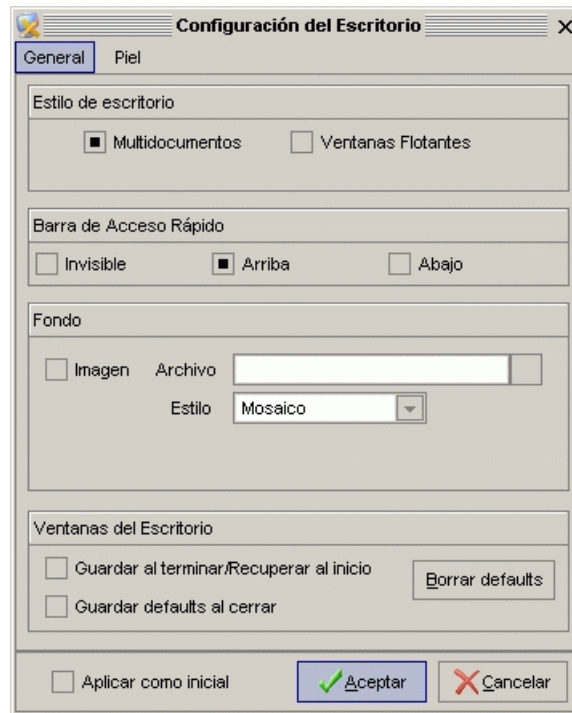 Configuración del Escritorio
General Piel
Estilo de escritorio
Multidocumentos Ventanas Flotantes
Barra de Acceso Rápido
Invisible Arriba Abajo
Fondo
Imagen Archivo
Estilo Mosaico
Ventanas del Escritorio
Guardar al terminar/Recuperar al inicio
Borrar defaults
Guardar defaults al cerrar
Aplicar como inicial Aceptar Cancelar